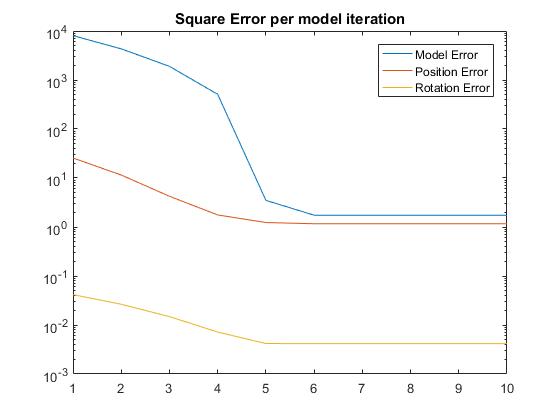 Square Error per model iteration
Model Error
Position Error
Rotation Error
10^4
10^3
10^2
10^1
10^0
10^-1
10^-2
10^-3
1 2 3 4 5 6 7 8 9 10